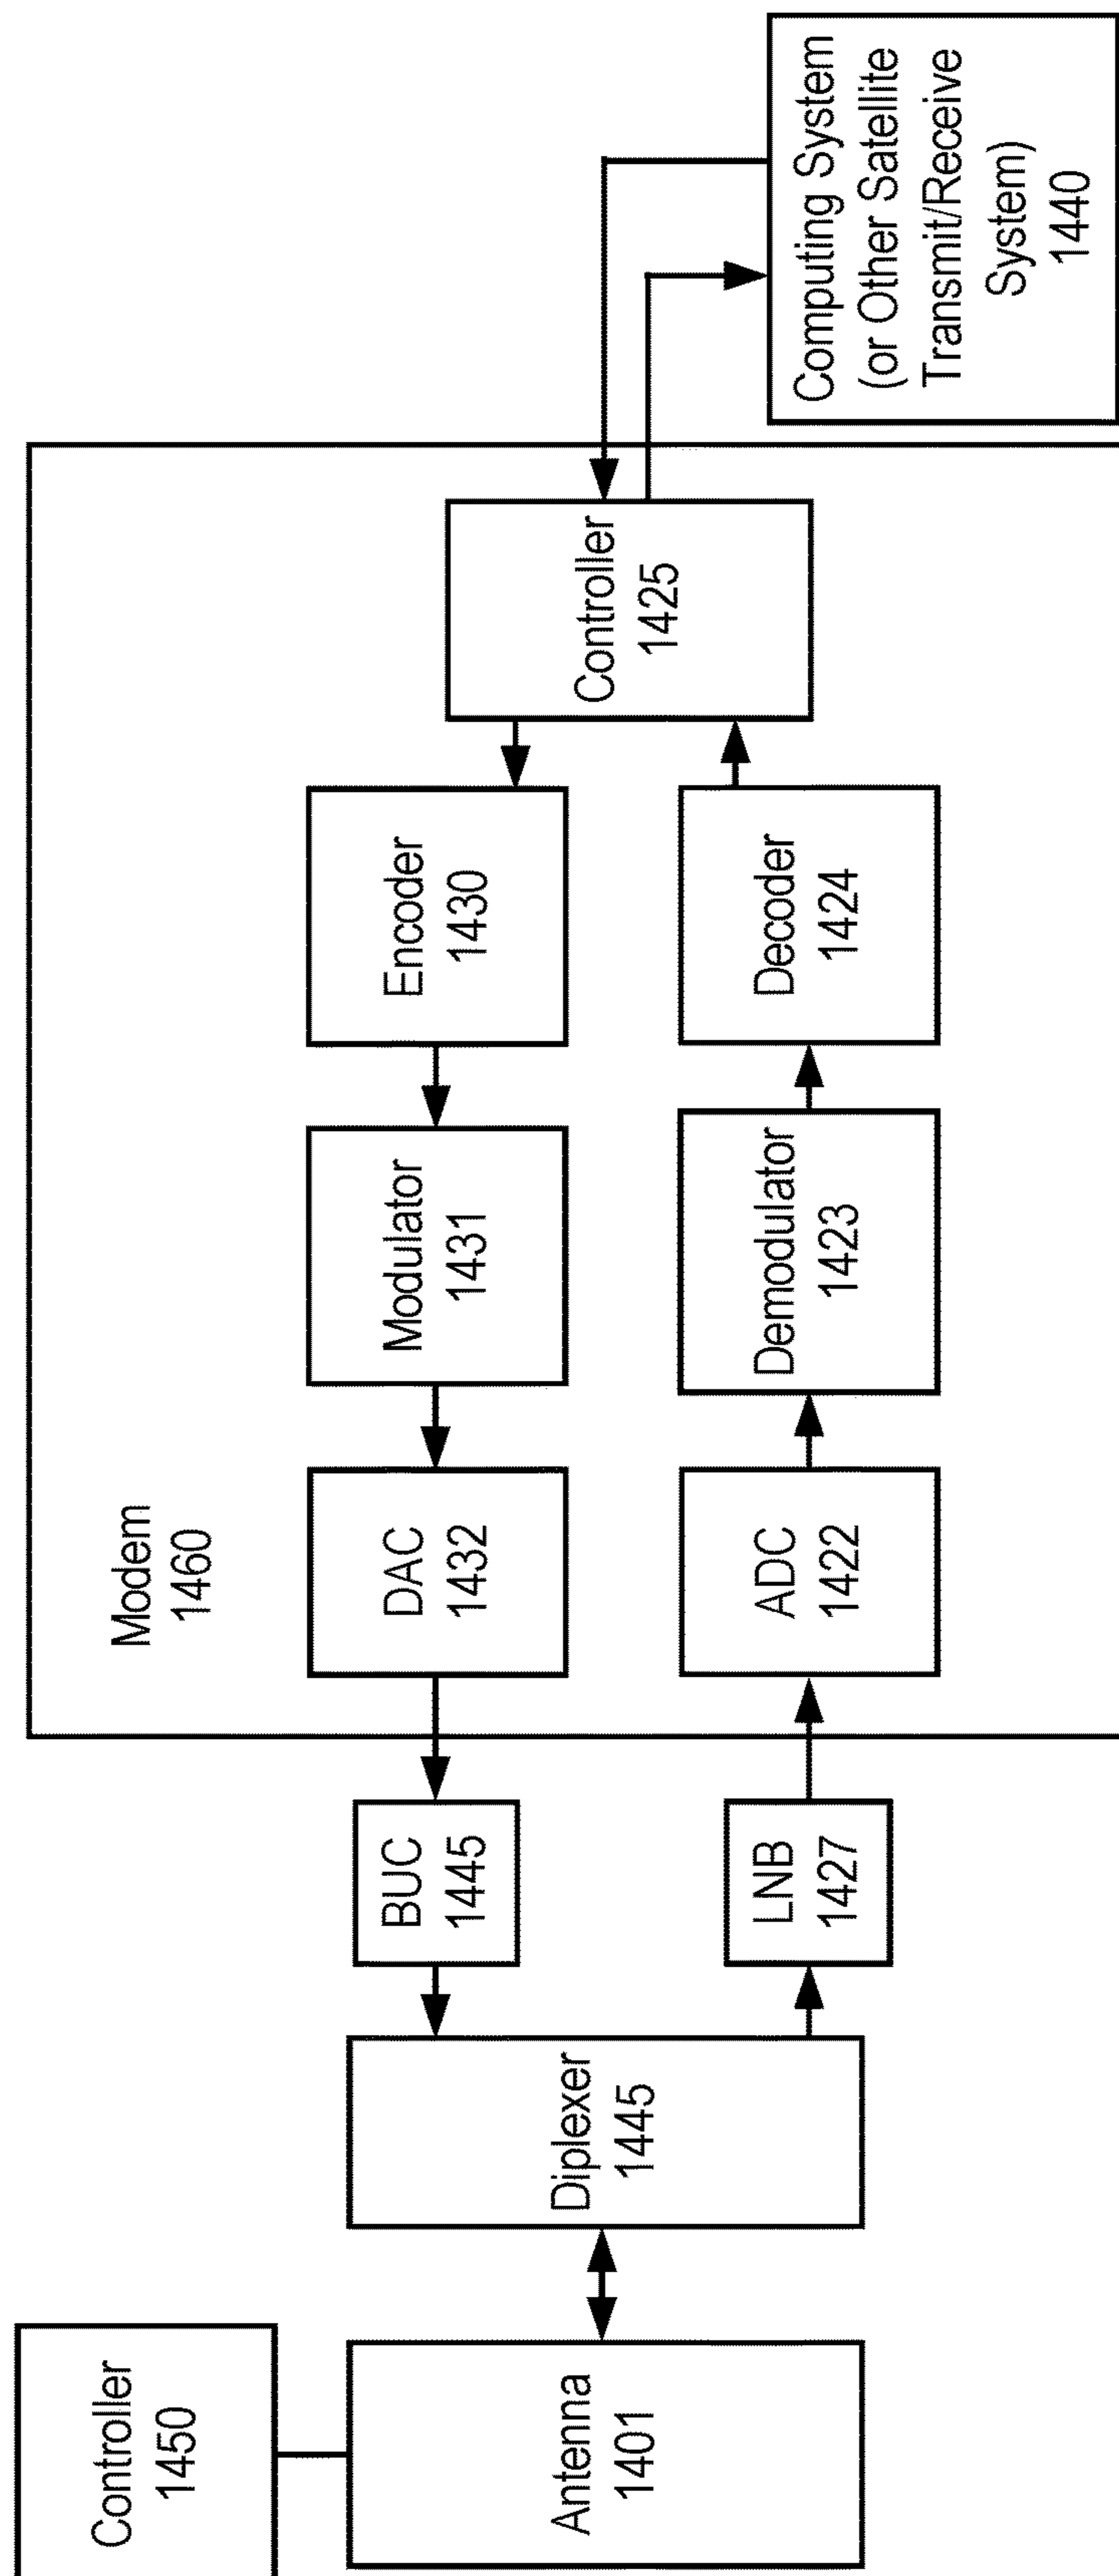 Controller
1450
Antenna
1401
Diplexer
1445
BUC
1445
LNB
1427
Modem
1460
DAC
1432
Modulator
1431
Encoder
1430
ADC
1422
Demodulator
1423
Decoder
1424
Controller
1425
Computing System
(or Other Satellite
Transmit/Receive
System)
1440